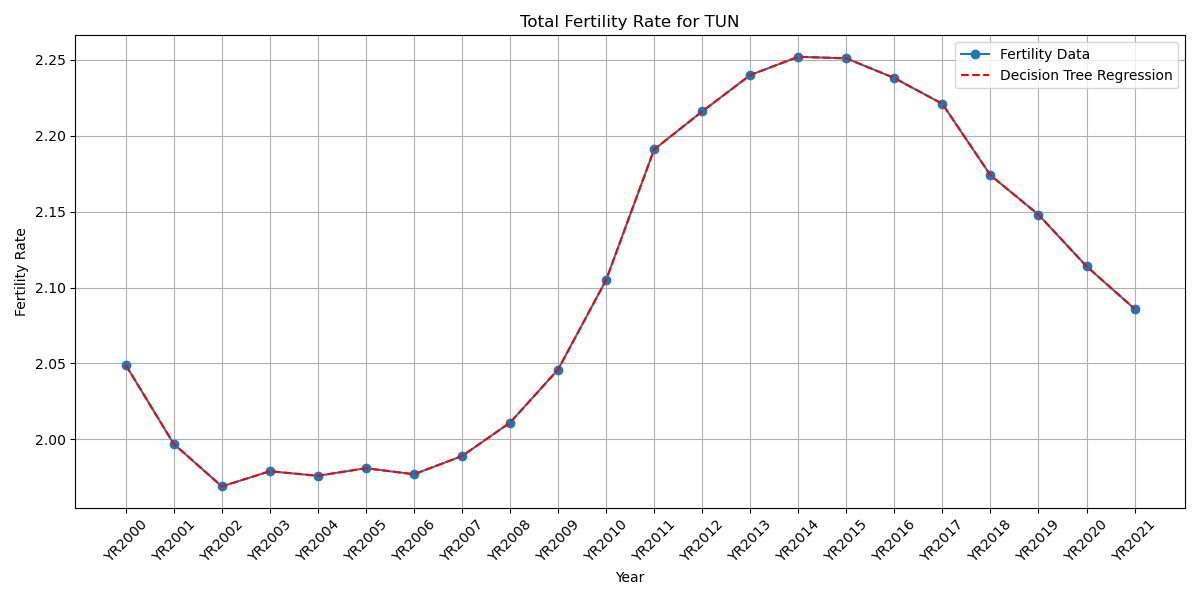 Total Fertility Rate for TUN
Fertility Data
Decision Tree Regression
Fertility Rate
2.25
2.20
2.15
2.10
2.05
2.00
YR2000
YR2001
YR2002
YR2003
YR2004
YR2005
YR2006
YR2007
YR2008
YR2009
YR2010
YR2011
YR2012
YR2013
YR2014
YR2015
YR2016
YR2017
YR2018
YR2019
YR2020
YR2021
Year